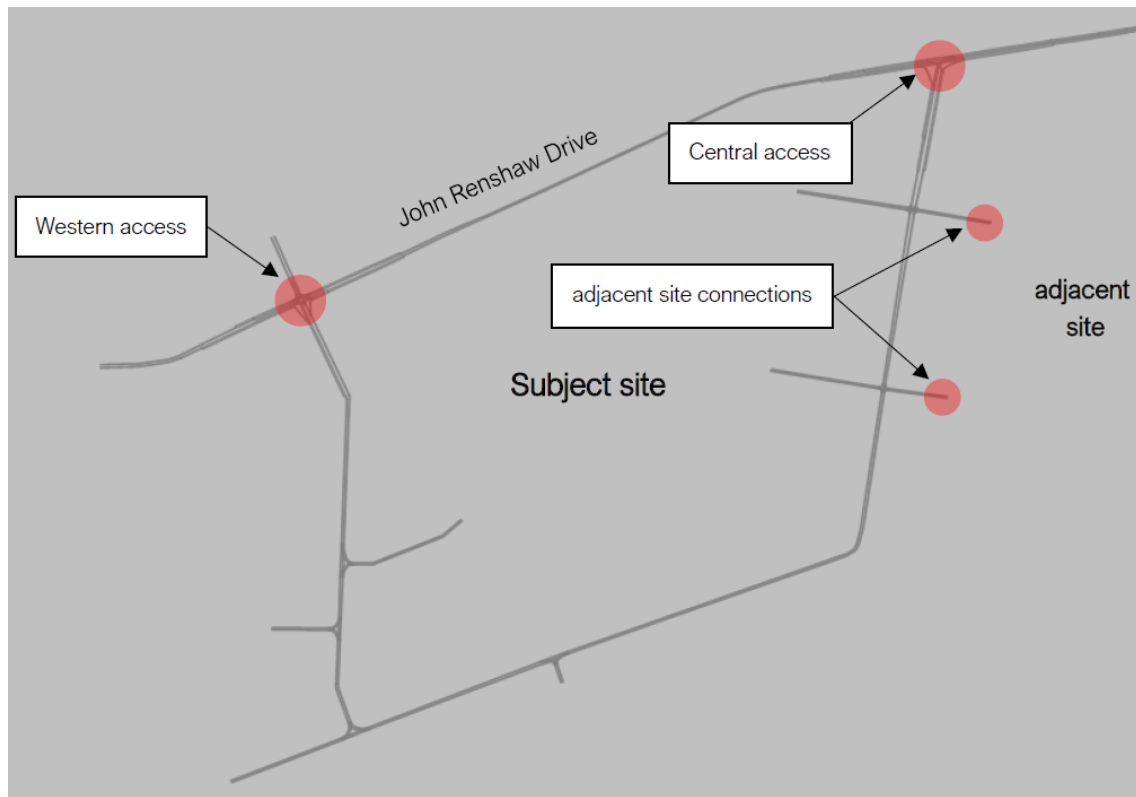 Central access
John Renshaw Drive
Western access
adjacent site connections
adjacent
site
Subject site